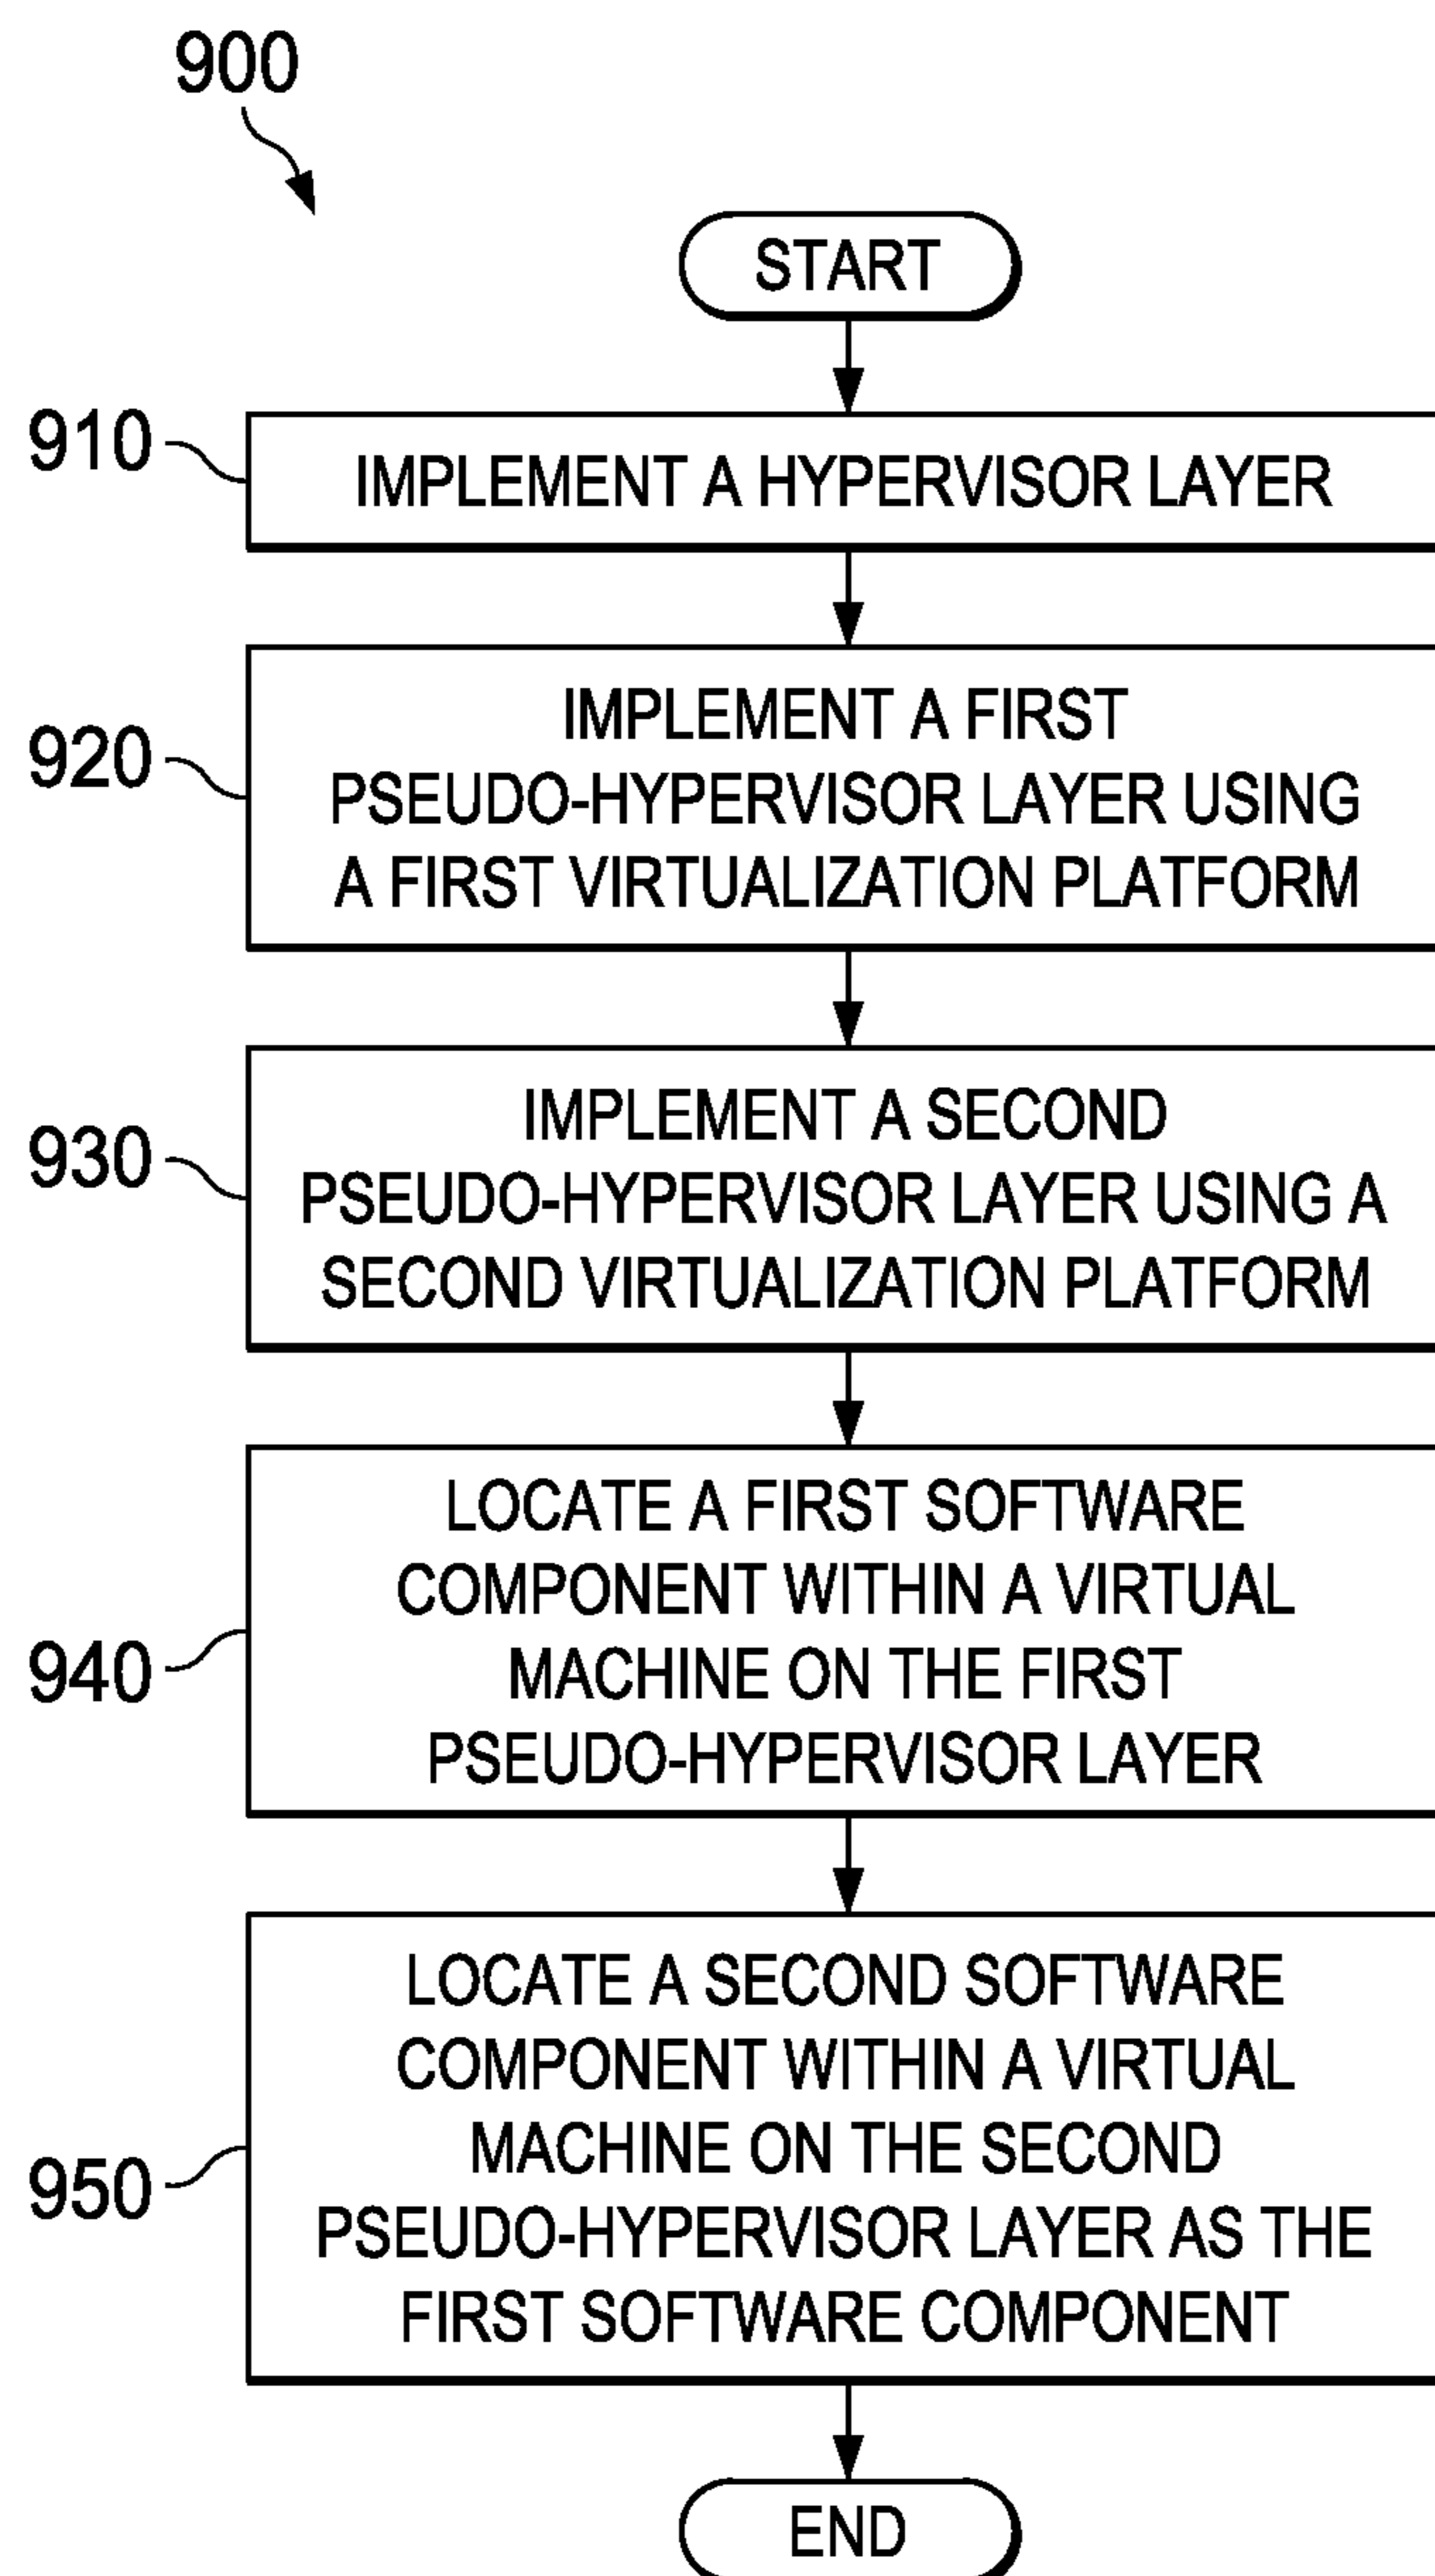 900
START
910
IMPLEMENT A HYPERVISOR LAYER
920
IMPLEMENT A FIRST
PSEUDO-HYPERVISOR LAYER USING
A FIRST VIRTUALIZATION PLATFORM
930
IMPLEMENT A SECOND
PSEUDO-HYPERVISOR LAYER USING A
SECOND VIRTUALIZATION PLATFORM
940
LOCATE A FIRST SOFTWARE
COMPONENT WITHIN A VIRTUAL
MACHINE ON THE FIRST
PSEUDO-HYPERVISOR LAYER
950
LOCATE A SECOND SOFTWARE
COMPONENT WITHIN A VIRTUAL
MACHINE ON THE SECOND
PSEUDO-HYPERVISOR LAYER AS THE
FIRST SOFTWARE COMPONENT
END